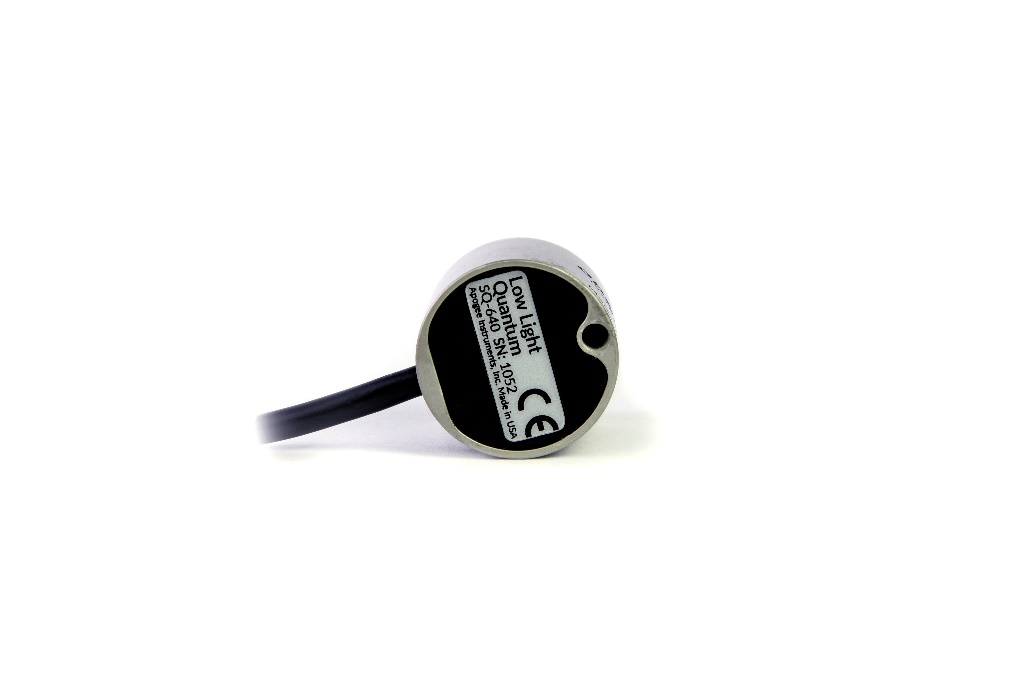 Low Light
Quantum
SQ-640 SN: 1052
Apogee Instruments, Inc. Made in USA
CE